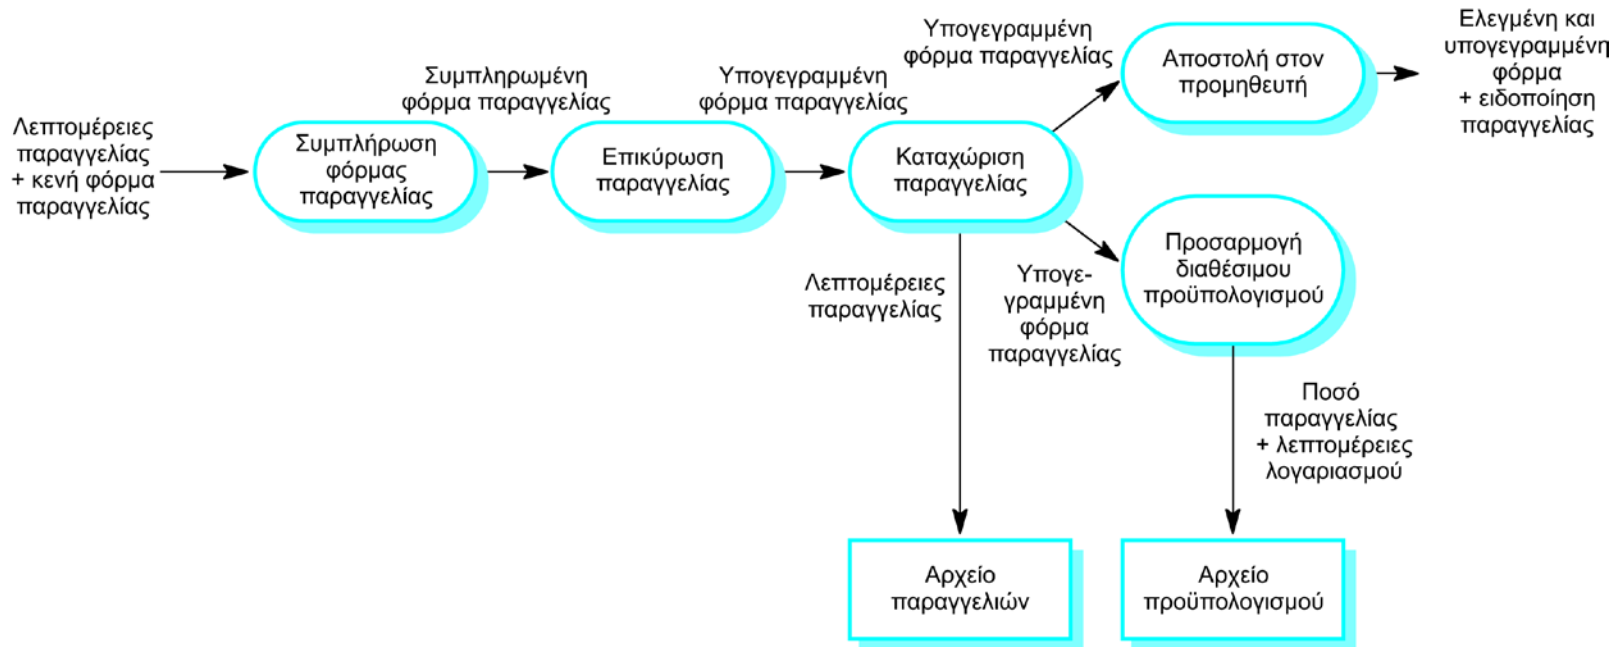 Λεπτομέρειες
παραγγελίας
+ κενή φόρμα
παραγγελίας
Συμπλήρωση
φόρμας
παραγγελίας
Συμπληρωμένη
φόρμα παραγγελίας
Επικύρωση
παραγγελίας
Υπογεγραμμένη
φόρμα παραγγελίας
Καταχώριση
παραγγελίας
Υπογεγραμμένη
φόρμα παραγγελίας
Αποστολή στον
προμηθευτή
Ελεγμένη και
υπογεγραμμένη
φόρμα
+ ειδοποίηση
παραγγελίας
Λεπτομέρειες
παραγγελίας
Υπογε-
γραμμένη
φόρμα
παραγγελίας
Προσαρμογή
διαθέσιμου
προϋπολογισμού
Ποσό
παραγγελίας
+ λεπτομέρειες
λογαριασμού
Αρχείο
παραγγελιών
Αρχείο
προϋπολογισμού